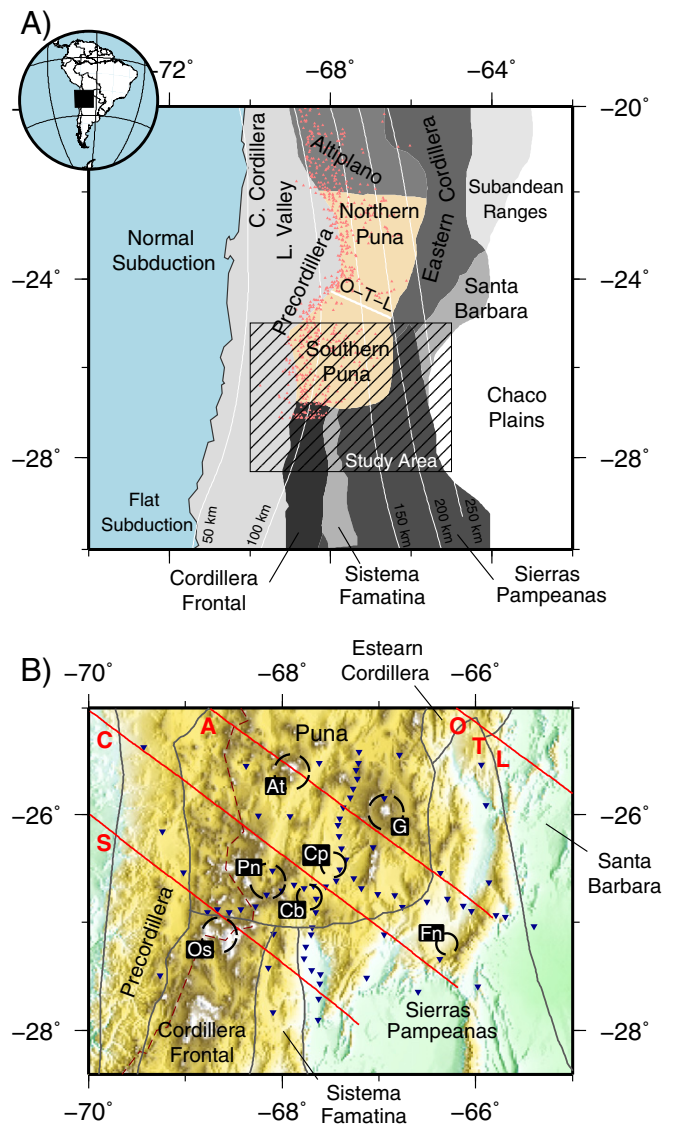 A)
−72˚
−68˚
−64˚
−20˚
−24˚
−28˚
−24˚
−28˚
Normal
Subduction
Flat
Subduction
C. Cordillera
L. Valley
Precordillera
Altiplano
Northern
Puna
Eastern Cordillera
Subandean
Ranges
Santa
Barbara
O−T−L
Southern
Puna
Chaco
Plains
Study Area
50 km
100 km
150 km
200 km
250 km
Cordillera
Frontal
Sistema
Famatina
Sierras
Pampeanas
B)
Estearn
Cordillera
−70˚
−68˚
−66˚
−26˚
−28˚
−26˚
−28˚
C
A
O
T
L
S
Puna
At
G
Cp
Pn
Cb
Fn
Os
Precordillera
Cordillera
Frontal
Sierras
Pampeanas
Santa
Barbara
Sistema
Famatina
−70˚
−68˚
−66˚